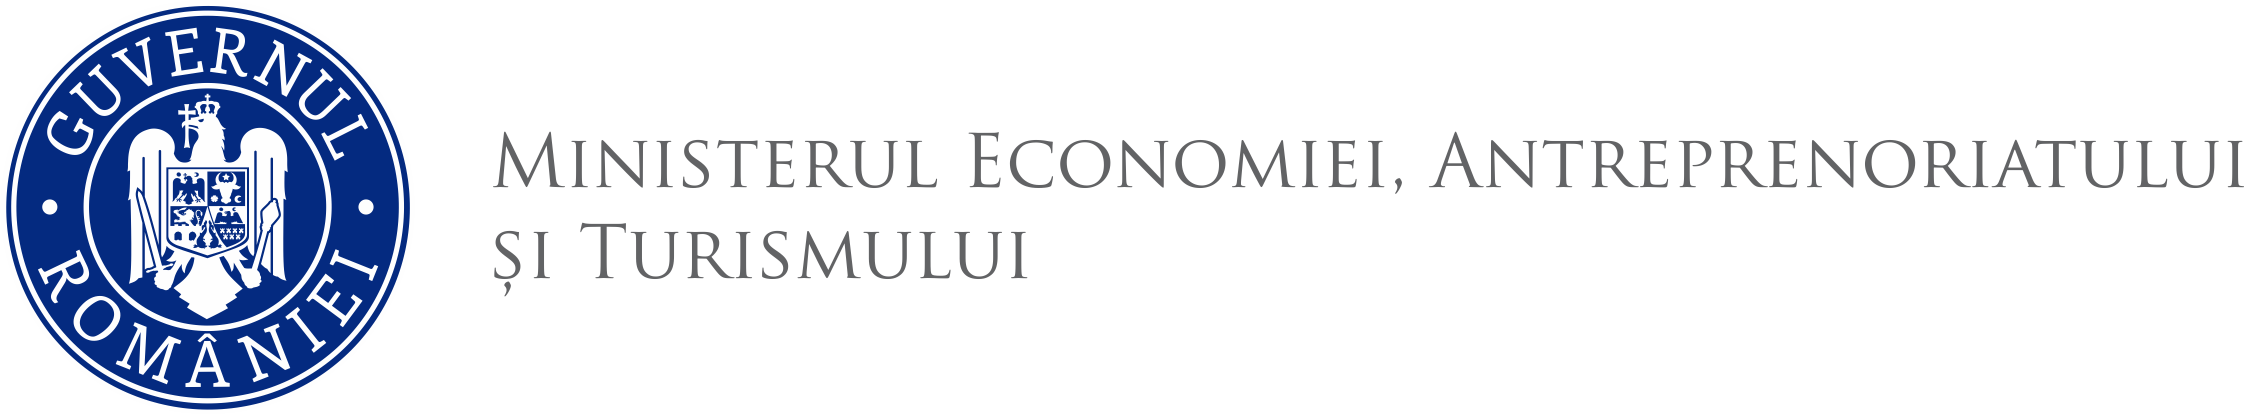 GUVERNUL
ROMÂNIEI
MINISTERUL ECONOMIEI, ANTREPRENORIATULUI
ȘI TURISMULUI